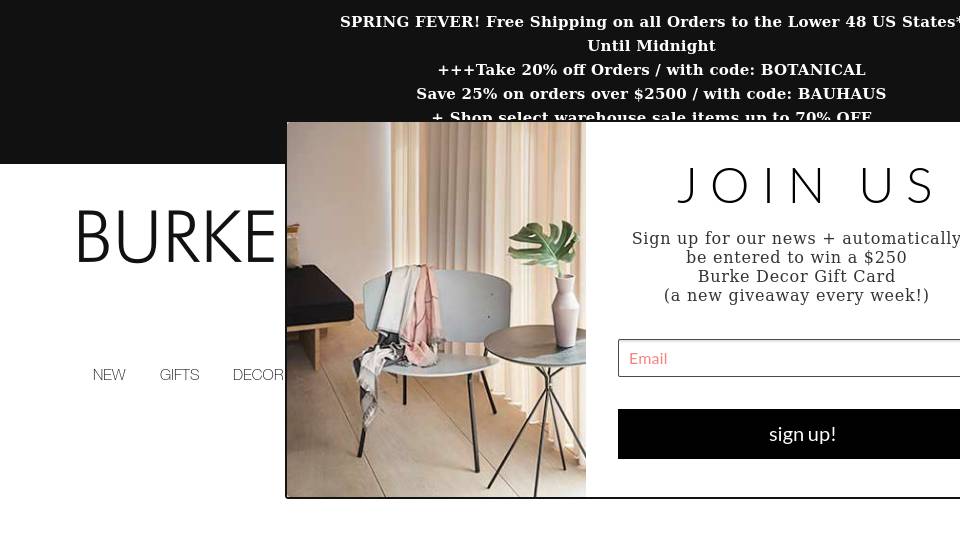 SPRING FEVER! Free Shipping on all Orders to the Lower 48 US States*
Until Midnight
+++Take 20% off Orders / with code: BOTANICAL
Save 25% on orders over $2500 / with code: BAUHAUS
+ Shop select warehouse sale items up to 70% OFF
BURKE
NEW GIFTS DECOR
JOIN US
Sign up for our news + automatically
be entered to win a $250
Burke Decor Gift Card
(a new giveaway every week!)
Email
sign up!